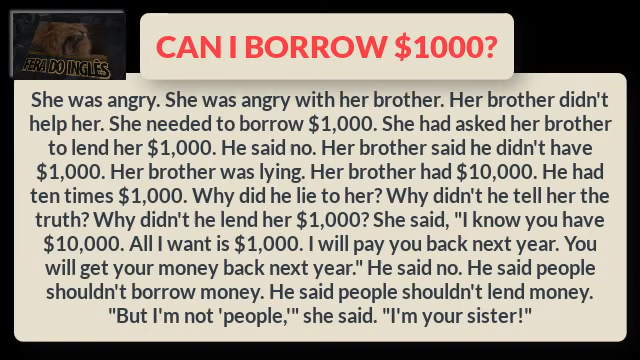 FERA DO INGLÊS
CAN I BORROW $1000?
She was angry. She was angry with her brother. Her brother didn't
help her. She needed to borrow $1,000. She had asked her brother
to lend her $1,000. He said no. Her brother said he didn't have
$1,000. Her brother was lying. Her brother had $10,000. He had
ten times $1,000. Why did he lie to her? Why didn't he tell her the
truth? Why didn't he lend her $1,000? She said, "I know you have
$10,000. All I want is $1,000. I will pay you back next year. You
will get your money back next year." He said no. He said people
shouldn't borrow money. He said people shouldn't lend money.
"But I'm not 'people,'" she said. "I'm your sister!"